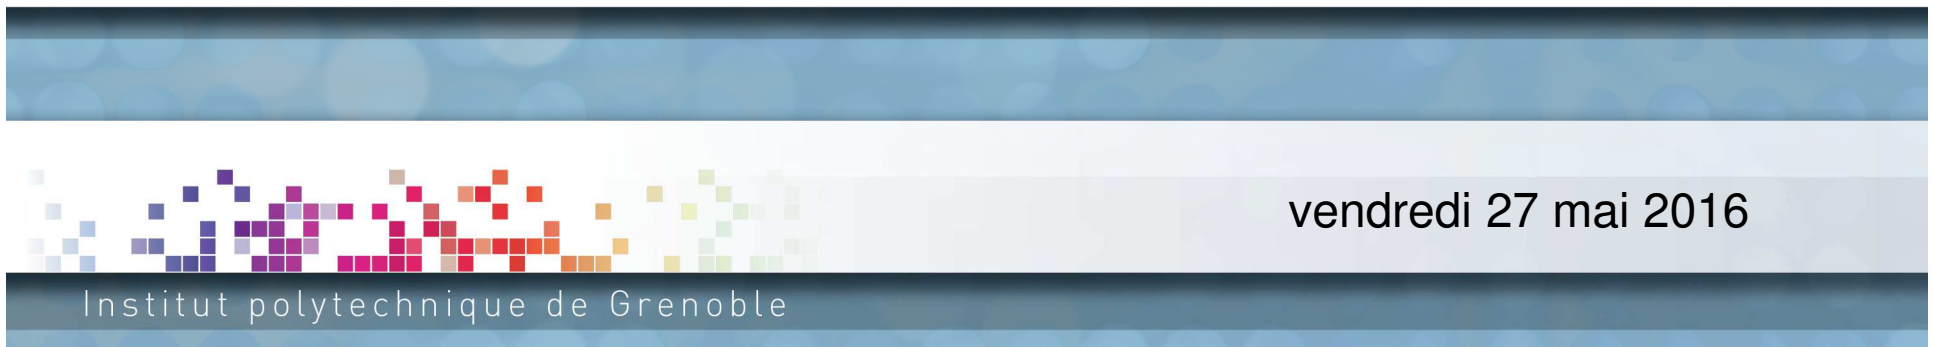 vendredi 27 mai 2016
Institut polytechnique de Grenoble